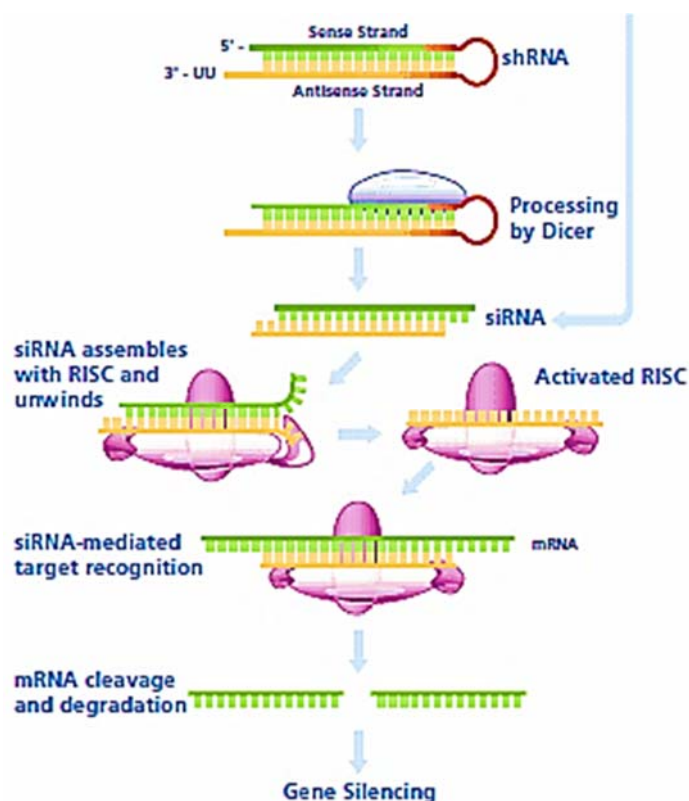 Sense Strand
5' -
shRNA
3' - UU
Antisense Strand
Processing
by Dicer
siRNA
siRNA assembles
with RISC and
unwinds
Activated RISC
siRNA-mediated
target recognition
mRNA
mRNA cleavage
and degradation
Gene Silencing